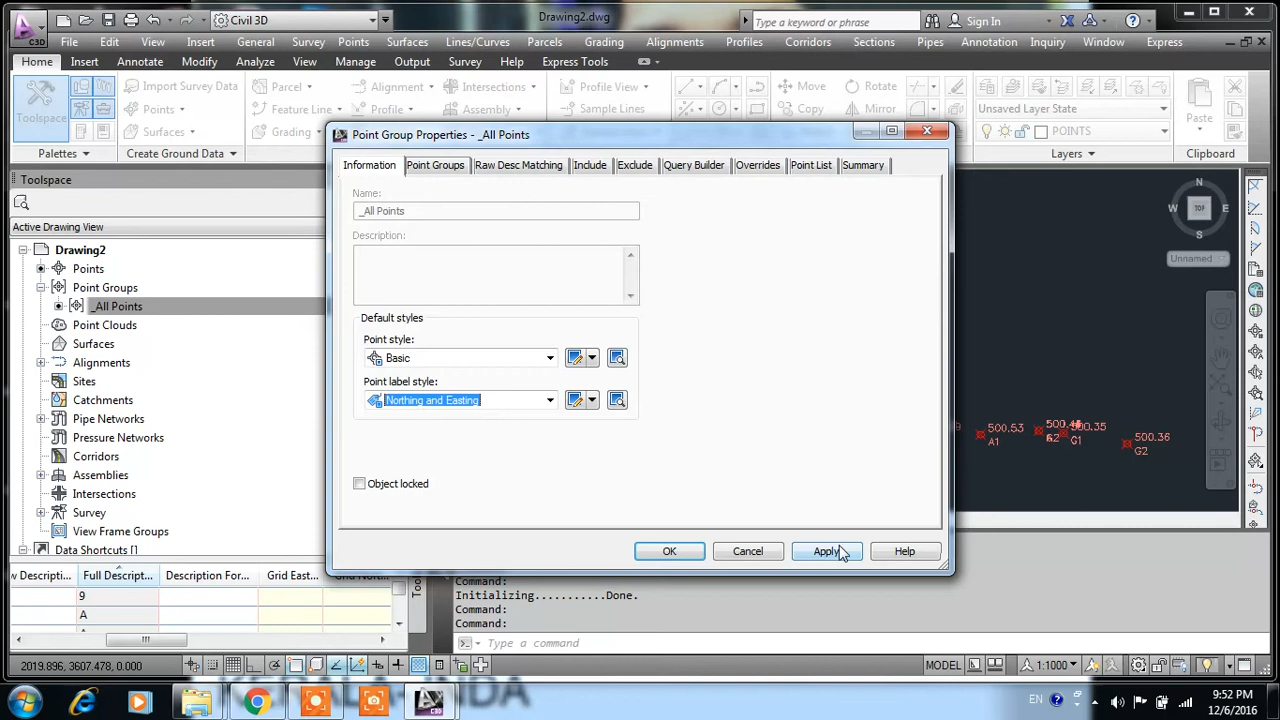 Civil 3D
Drawing2.dwg
Type a keyword or phrase
Sign In
C3D
File Edit View Insert General Survey Points Surfaces Lines/Curves Parcels Grading Alignments Profiles Corridors Sections Pipes Annotation Inquiry Window Express
Home Insert Annotate Modify Analyze View Manage Output Survey Help Express Tools
Toolspace
Import Survey Data
Points
Surfaces
Parcel
Feature Line
Grading
Alignment
Profile
Intersections
Assembly
Profile View
Sample Lines
Move
Copy
Rotate
Mirror
Unsaved Layer State
POINTS
Paste
Palettes
Create Ground Data
Layers
Clipboard
Toolspace
Active Drawing View
Drawing2
Points
Point Groups
_All Points
Point Clouds
Surfaces
Alignments
Sites
Catchments
Pipe Networks
Pressure Networks
Corridors
Assemblies
Intersections
Survey
View Frame Groups
Data Shortcuts []
Point Group Properties - _All Points
Information Point Groups Raw Desc Matching Include Exclude Query Builder Overrides Point List Summary
Name:
_All Points
Description:
Default styles
Point style:
Basic
Point label style:
Northing and Easting
Object locked
OK Cancel Apply Help
N
W TOP E
S
Unnamed
500.53
A1
500.35
G1
500.36
G2
w Descripti... Full Descript... Description For... Grid East...
9
A
Command:
Initializing...........Done.
Command:
Command:
Type a command
2019.896, 3607.478, 0.000
MODEL
1:1000
KERALA-INDA
EN
9:52 PM
12/6/2016